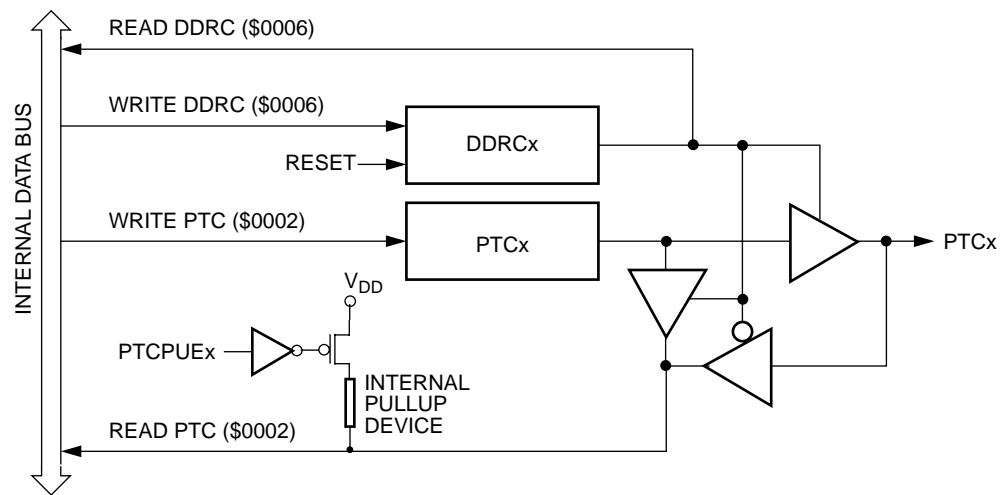 READ DDRC ($0006)
WRITE DDRC ($0006)
DDRCx
RESET
WRITE PTC ($0002)
PTCx
PTCx
VDD
PTCPUEx
INTERNAL
PULLUP
DEVICE
READ PTC ($0002)
INTERNAL DATA BUS